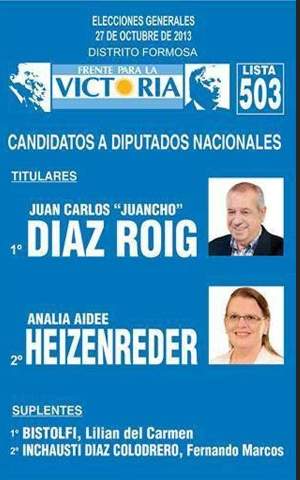 ELECCIONES GENERALES
27 DE OCTUBRE DE 2013
DISTRITO FORMOSA
FRENTE PARA LA
VICTORIA
LISTA
503
CANDIDATOS A DIPUTADOS NACIONALES
TITULARES
JUAN CARLOS "JUANCHO"
1° DIAZ ROIG
ANALIA AIDEE
2° HEIZENREDER
SUPLENTES
1° BISTOLFI, Lilian del Carmen
2° INCHAUSTI DIAZ COLODRERO, Fernando Marcos